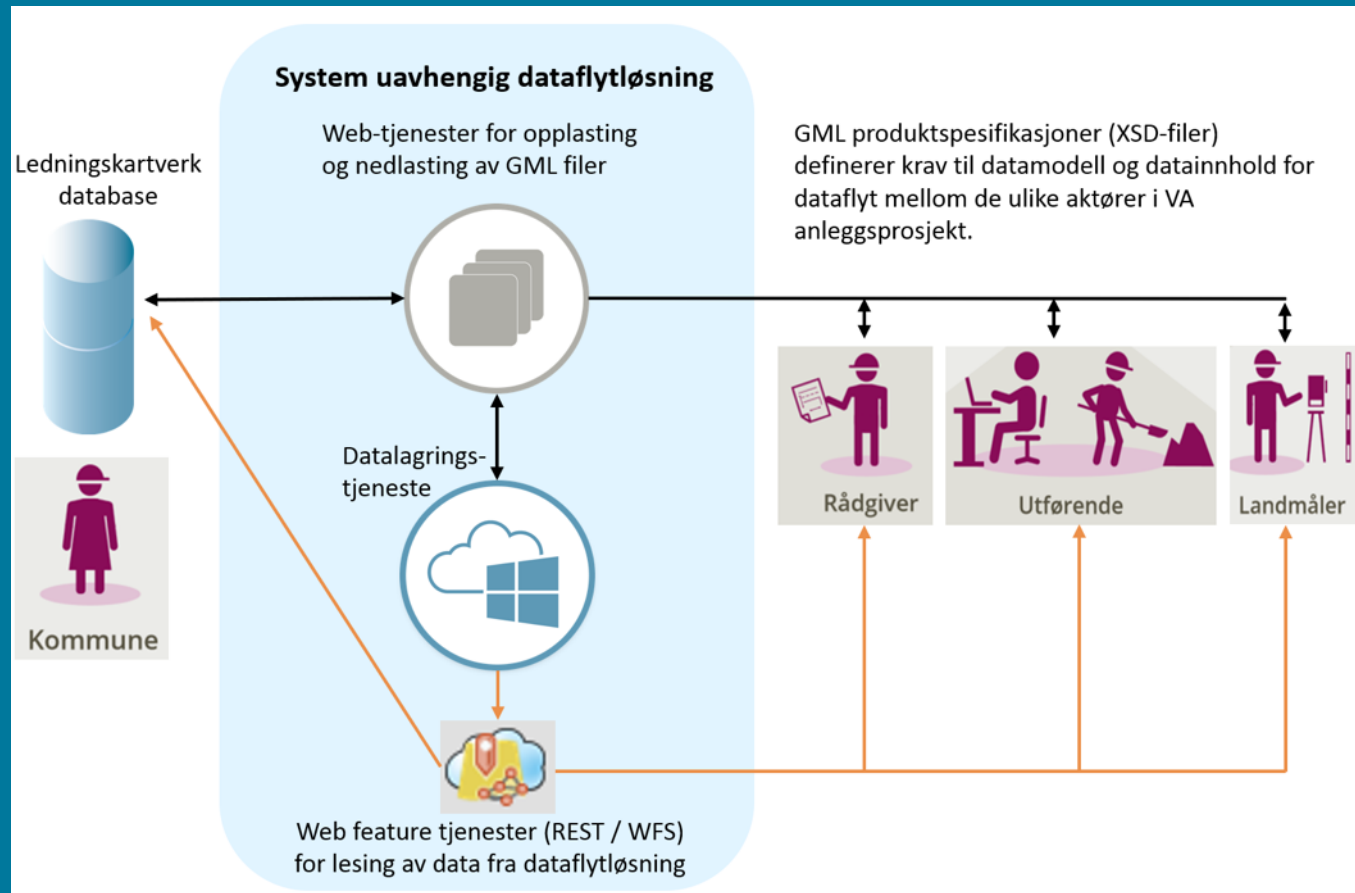 System uavhengig dataflytløsning
Web-tjenester for opplasting
og nedlasting av GML filer
GML produktspesifikasjoner (XSD-filer)
definerer krav til datamodell og datainnhold for
dataflyt mellom de ulike aktører i VA
anleggsprosjekt.
Ledningskartverk
database
Datalagrings-
tjeneste
Kommune
Rådgiver
Utførende
Landmåler
Web feature tjenester (REST / WFS)
for lesing av data fra dataflytløsning